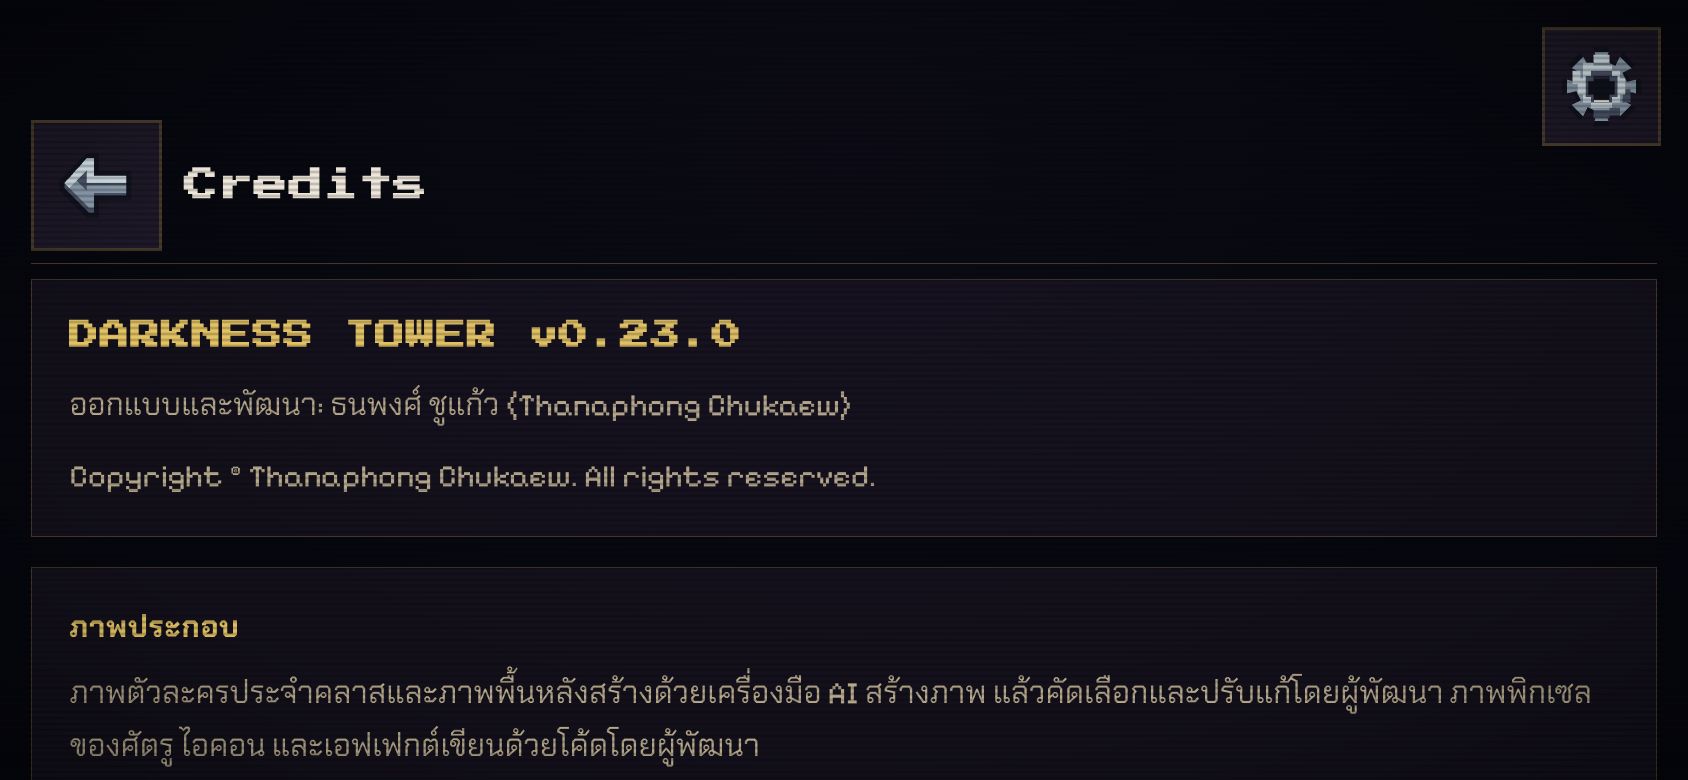 Credits
DARKNESS TOWER v0.23.0
ออกแบบและพัฒนา: ธนพงศ์ ชูแก้ว (Thanaphong Chukaew)
Copyright © Thanaphong Chukaew. All rights reserved.
ภาพประกอบ
ภาพตัวละครประจำคลาสและภาพพื้นหลังสร้างด้วยเครื่องมือ AI สร้างภาพ แล้วคัดเลือกและปรับแก้โดยผู้พัฒนา ภาพพิกเซล
ของศัตรู ไอคอน และเอฟเฟกต์เขียนด้วยโค้ดโดยผู้พัฒนา